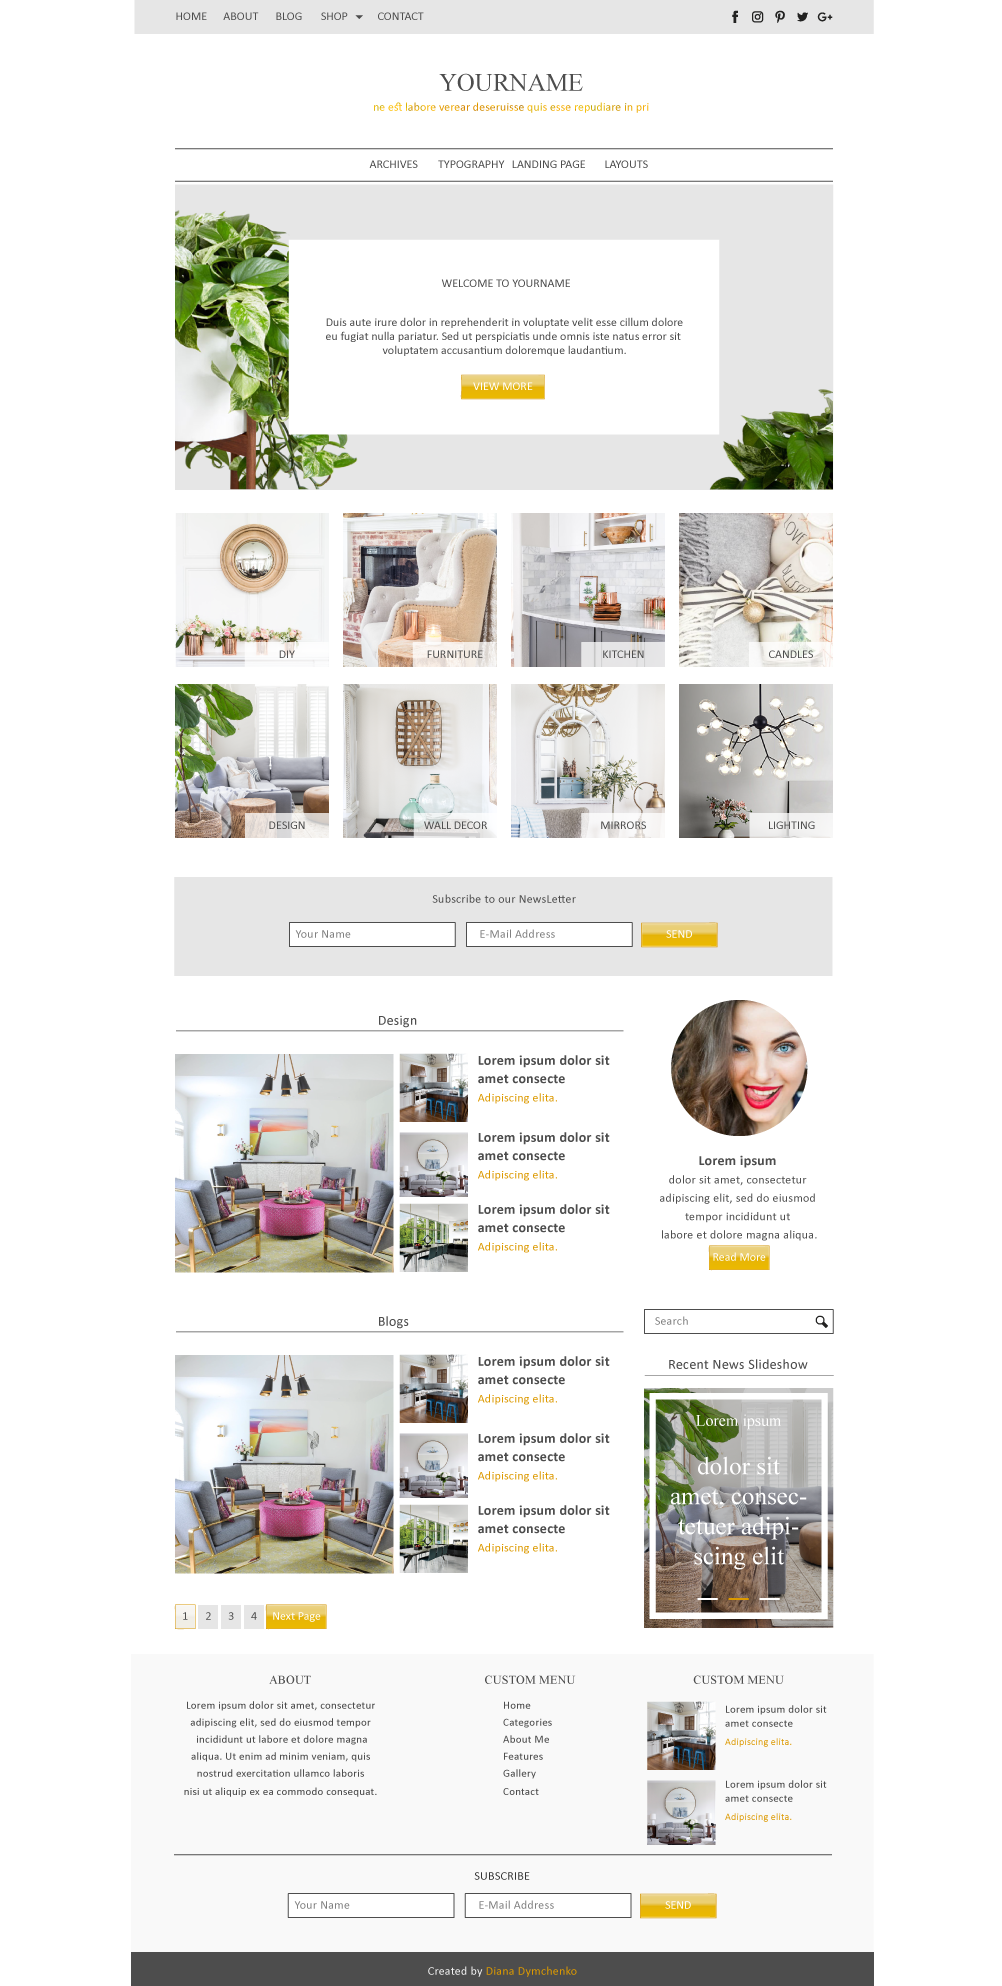 HOME ABOUT BLOG SHOP CONTACT
YOURNAME
ne est labore verear deseruisse quis esse repudiare in pri
ARCHIVES TYPOGRAPHY LANDING PAGE LAYOUTS
WELCOME TO YOURNAME
Duis aute irure dolor in reprehenderit in voluptate velit esse cillum dolore
eu fugiat nulla pariatur. Sed ut perspiciatis unde omnis iste natus error sit
voluptatem accusantium doloremque laudantium.
VIEW MORE
LOVE
BLESSED
DIY FURNITURE KITCHEN CANDLES
DESIGN WALL DECOR MIRRORS LIGHTING
Subscribe to our NewsLetter
Your Name E-Mail Address SEND
Design
Lorem ipsum dolor sit
amet consecte
Adipiscing elita.
Lorem ipsum dolor sit
amet consecte
Adipiscing elita.
Lorem ipsum dolor sit
amet consecte
Adipiscing elita.
Lorem ipsum
dolor sit amet, consectetur
adipiscing elit, sed do eiusmod
tempor incididunt ut
labore et dolore magna aliqua.
Read More
Blogs
Lorem ipsum dolor sit
amet consecte
Adipiscing elita.
Lorem ipsum dolor sit
amet consecte
Adipiscing elita.
Lorem ipsum dolor sit
amet consecte
Adipiscing elita.
Search
Recent News Slideshow
Lorem ipsum
dolor sit
amet, consec-
tetuer adipi-
scing elit
1 2 3 4 Next Page
ABOUT
Lorem ipsum dolor sit amet, consectetur
adipiscing elit, sed do eiusmod tempor
incididunt ut labore et dolore magna
aliqua. Ut enim ad minim veniam, quis
nostrud exercitation ullamco laboris
nisi ut aliquip ex ea commodo consequat.
CUSTOM MENU
Home
Categories
About Me
Features
Gallery
Contact
CUSTOM MENU
Lorem ipsum dolor sit
amet consecte
Adipiscing elita.
Lorem ipsum dolor sit
amet consecte
Adipiscing elita.
SUBSCRIBE
Your Name E-Mail Address SEND
Created by Diana Dymchenko